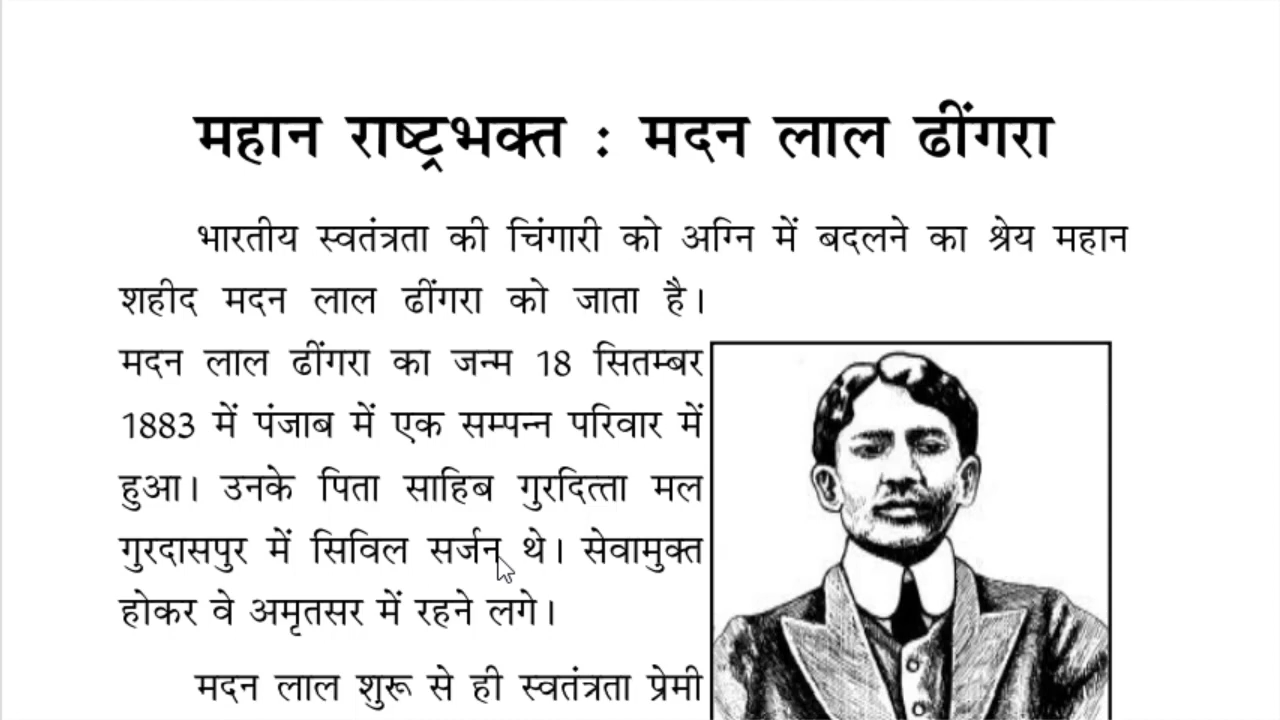 महान राष्ट्रभक्त : मदन लाल ढींगरा
भारतीय स्वतंत्रता की चिंगारी को अग्नि में बदलने का श्रेय महान
शहीद मदन लाल ढींगरा को जाता है।
मदन लाल ढींगरा का जन्म 18 सितम्बर
1883 में पंजाब में एक सम्पन्न परिवार में
हुआ। उनके पिता साहिब गुरदित्ता मल
गुरदासपुर में सिविल सर्जन थे। सेवामुक्त
होकर वे अमृतसर में रहने लगे।
मदन लाल शुरू से ही स्वतंत्रता प्रेमी